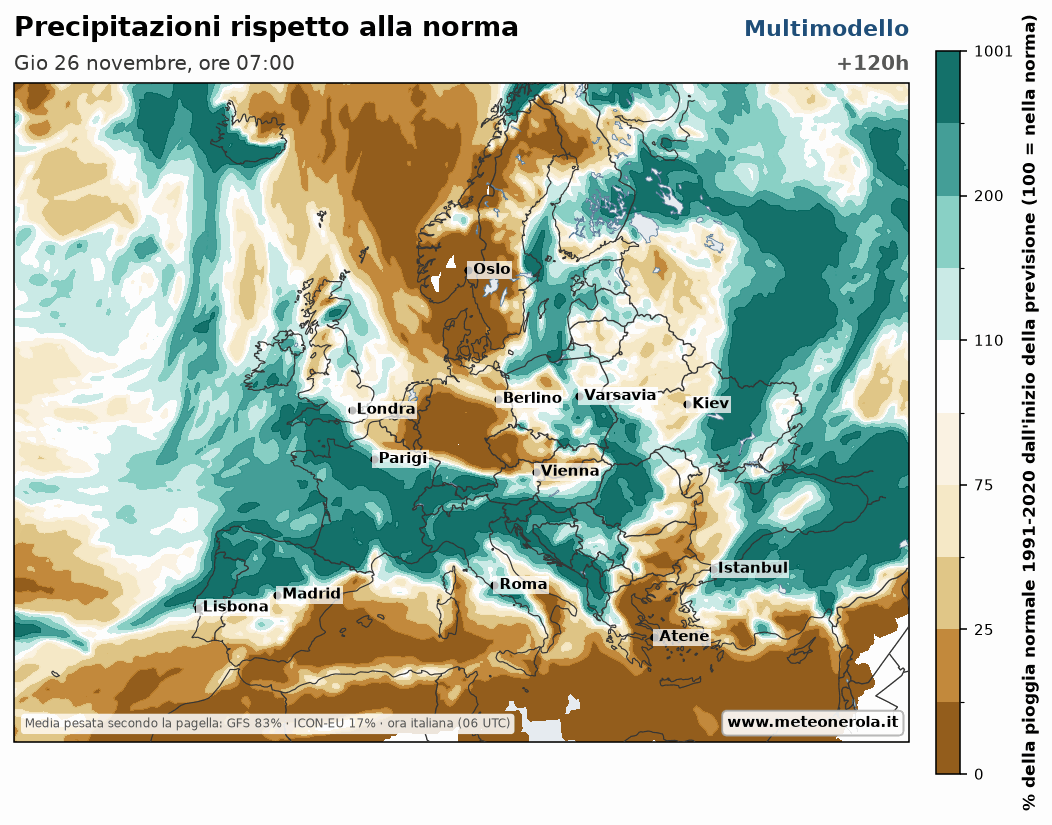 Precipitazioni rispetto alla norma
Multimodello
Gio 26 novembre, ore 07:00
+120h
1001
200
110
75
25
0
% della pioggia normale 1991-2020 dall'inizio della previsione (100 = nella norma)
Oslo
Berlino
Varsavia
Kiev
Londra
Parigi
Vienna
Istanbul
Roma
Madrid
Lisbona
Atene
Media pesata secondo la pagella: GFS 83% · ICON-EU 17% · ora italiana (06 UTC)
www.meteonerola.it